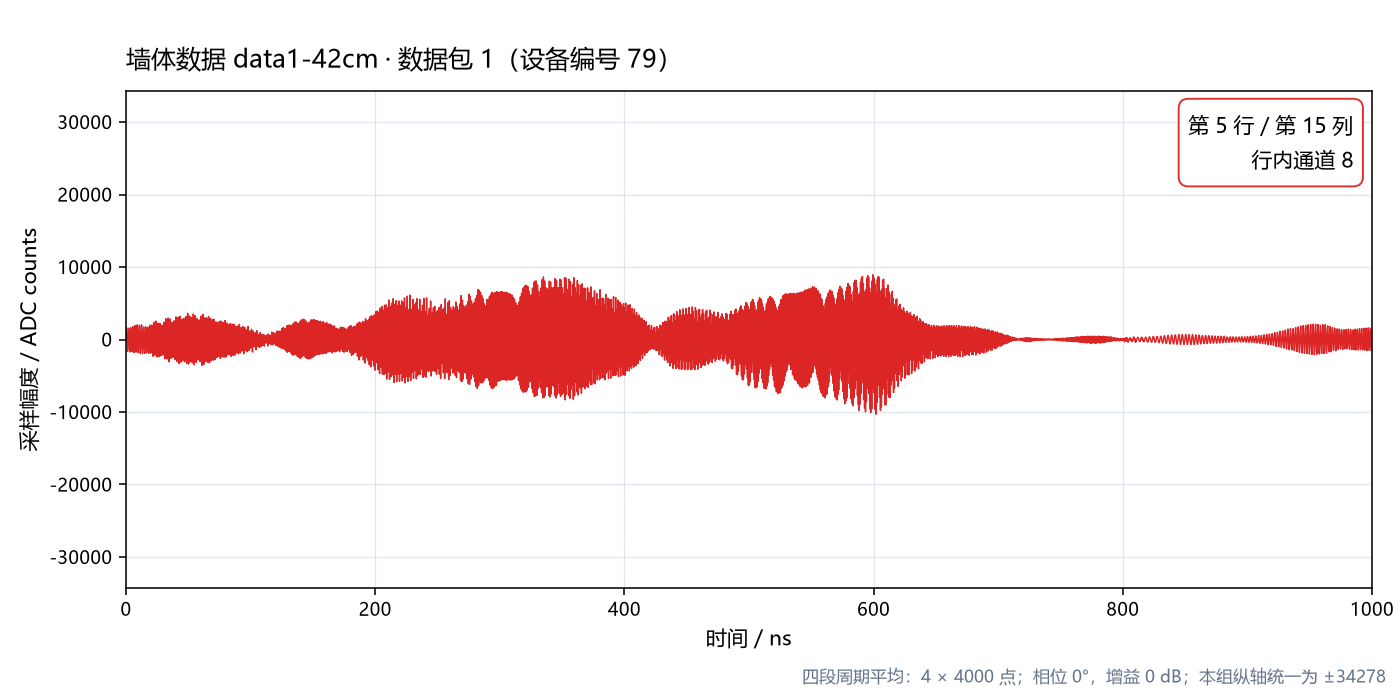 墙体数据 data1-42cm · 数据包 1（设备编号 79）
第 5 行 / 第 15 列
行内通道 8
采样幅度 / ADC counts
30000
20000
10000
0
-10000
-20000
-30000
0 200 400 600 800 1000
时间 / ns
四段周期平均：4 × 4000 点；相位 0°，增益 0 dB；本组纵轴统一为 ±34278